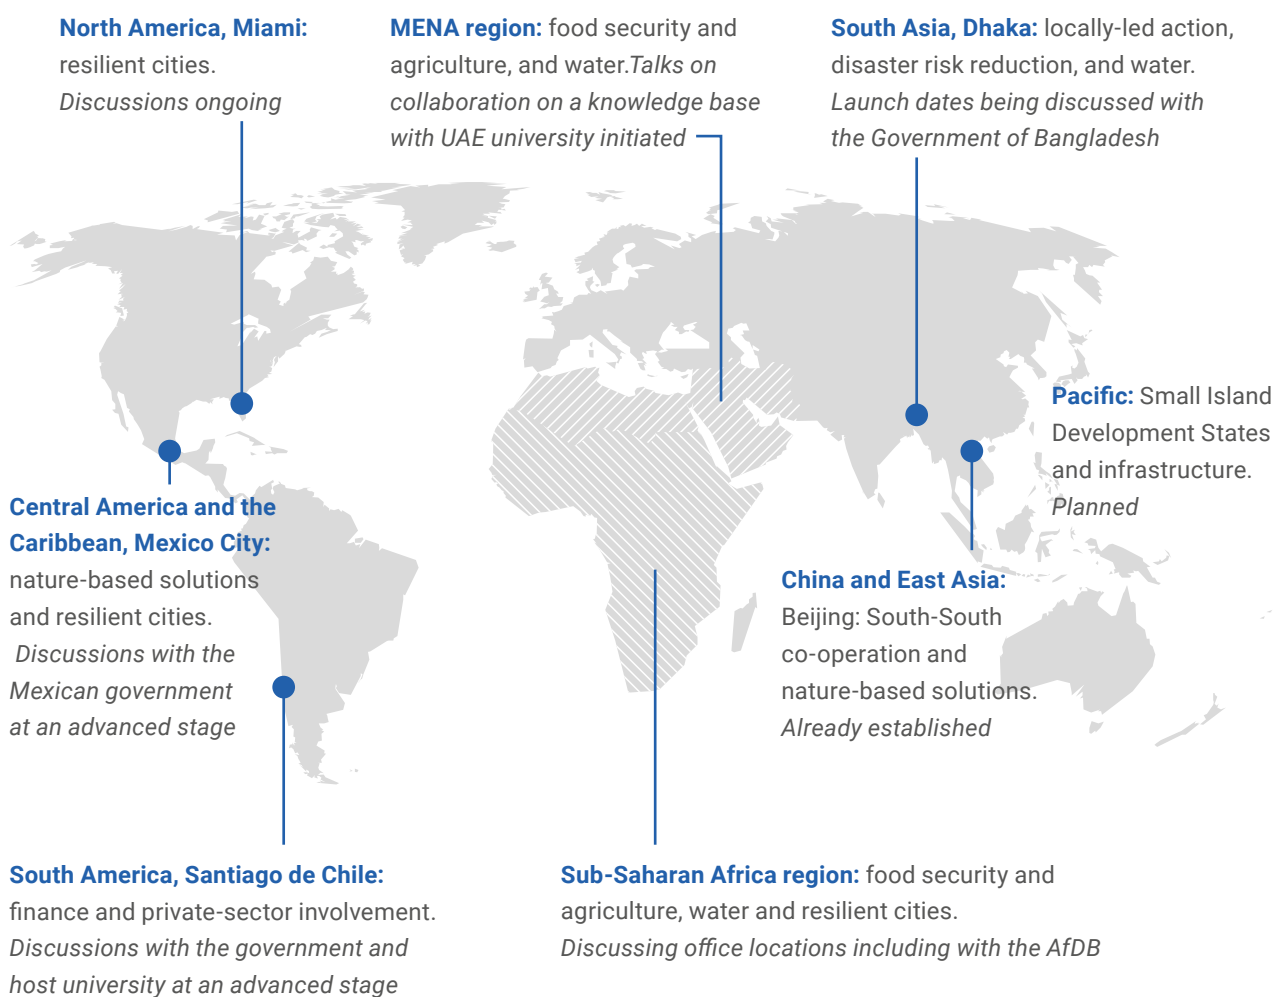 North America, Miami:
resilient cities.
Discussions ongoing
MENA region: food security and
agriculture, and water.Talks on
collaboration on a knowledge base
with UAE university initiated
South Asia, Dhaka: locally-led action,
disaster risk reduction, and water.
Launch dates being discussed with
the Government of Bangladesh
Pacific: Small Island
Development States
and infrastructure.
Planned
Central America and the
Caribbean, Mexico City:
nature-based solutions
and resilient cities.
Discussions with the
Mexican government
at an advanced stage
China and East Asia:
Beijing: South-South
co-operation and
nature-based solutions.
Already established
South America, Santiago de Chile:
finance and private-sector involvement.
Discussions with the government and
host university at an advanced stage
Sub-Saharan Africa region: food security and
agriculture, water and resilient cities.
Discussing office locations including with the AfDB